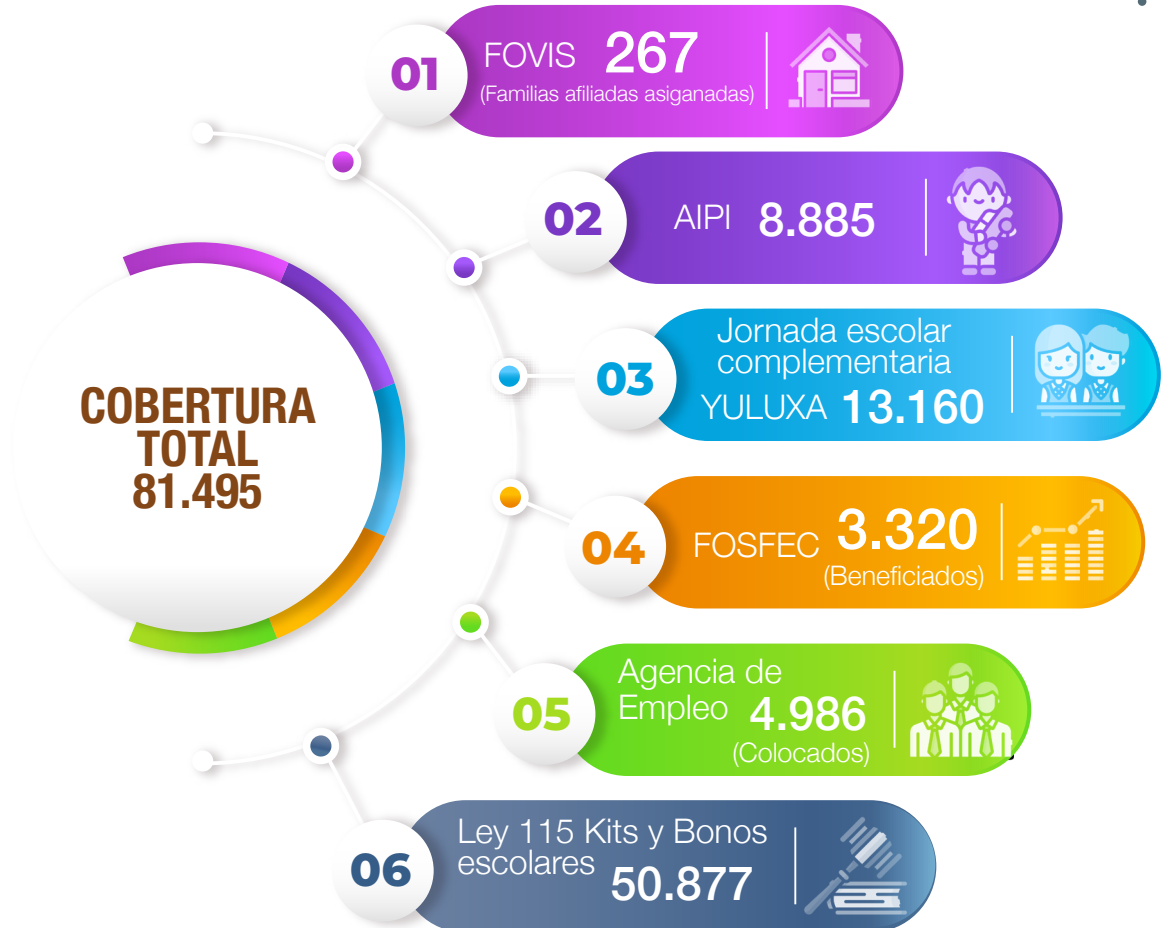 COBERTURA
TOTAL
81.495
01
FOVIS 267
(Familias afiliadas asiganadas)
02
AIPI 8.885
03
Jornada escolar
complementaria
YULUXA 13.160
04
FOSFEC 3.320
(Beneficiados)
05
Agencia de
Empleo 4.986
(Colocados)
06
Ley 115 Kits y Bonos
escolares 50.877